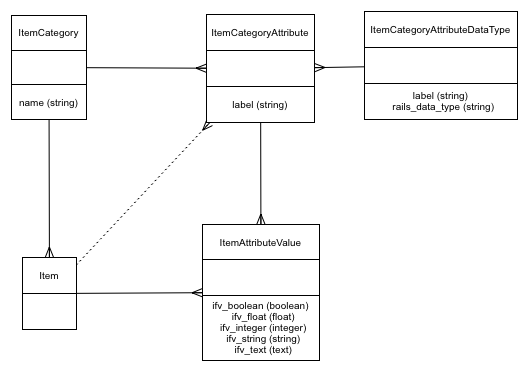 ItemCategory
name (string)
ItemCategoryAttribute
label (string)
ItemCategoryAttributeDataType
label (string)
rails_data_type (string)
Item
ItemAttributeValue
ifv_boolean (boolean)
ifv_float (float)
ifv_integer (integer)
ifv_string (string)
ifv_text (text)